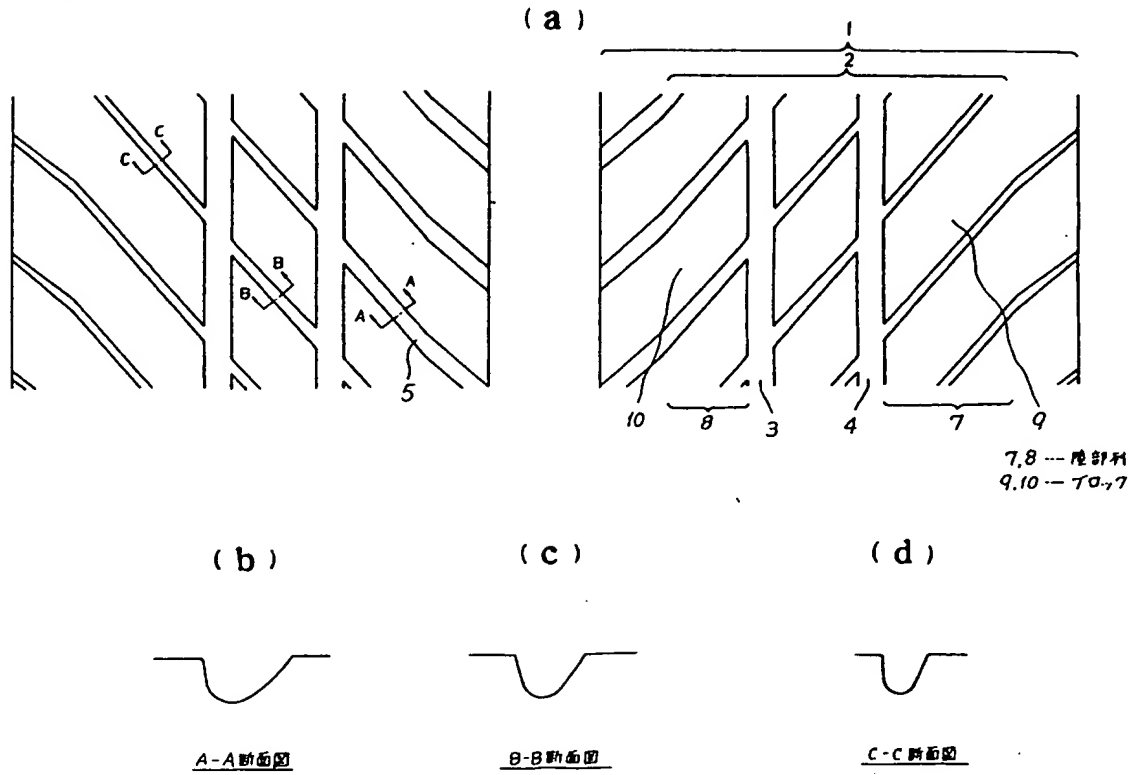 (a)
1
2
C
C
B
B
A
A
5
10
8
3
4
7
9
7,8 --- 陸部列
9,10 --- ブロック
(b)
(c)
(d)
A-A断面図
B-B断面図
C-C断面図